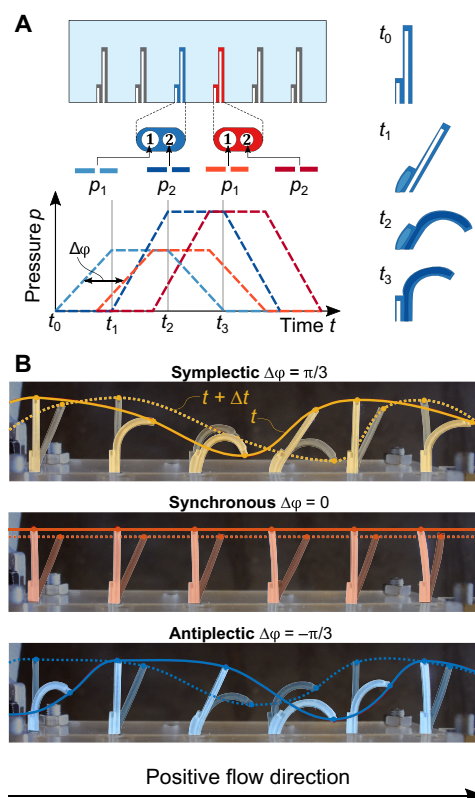 A
t0
1 2 1 2
p1 p2 p1 p2
t1
Pressure p
Δφ
t2
t3
t0 t1 t2 t3 Time t
B
Symplectic Δφ = π/3
t + Δt
t
Synchronous Δφ = 0
Antiplectic Δφ = –π/3
Positive flow direction